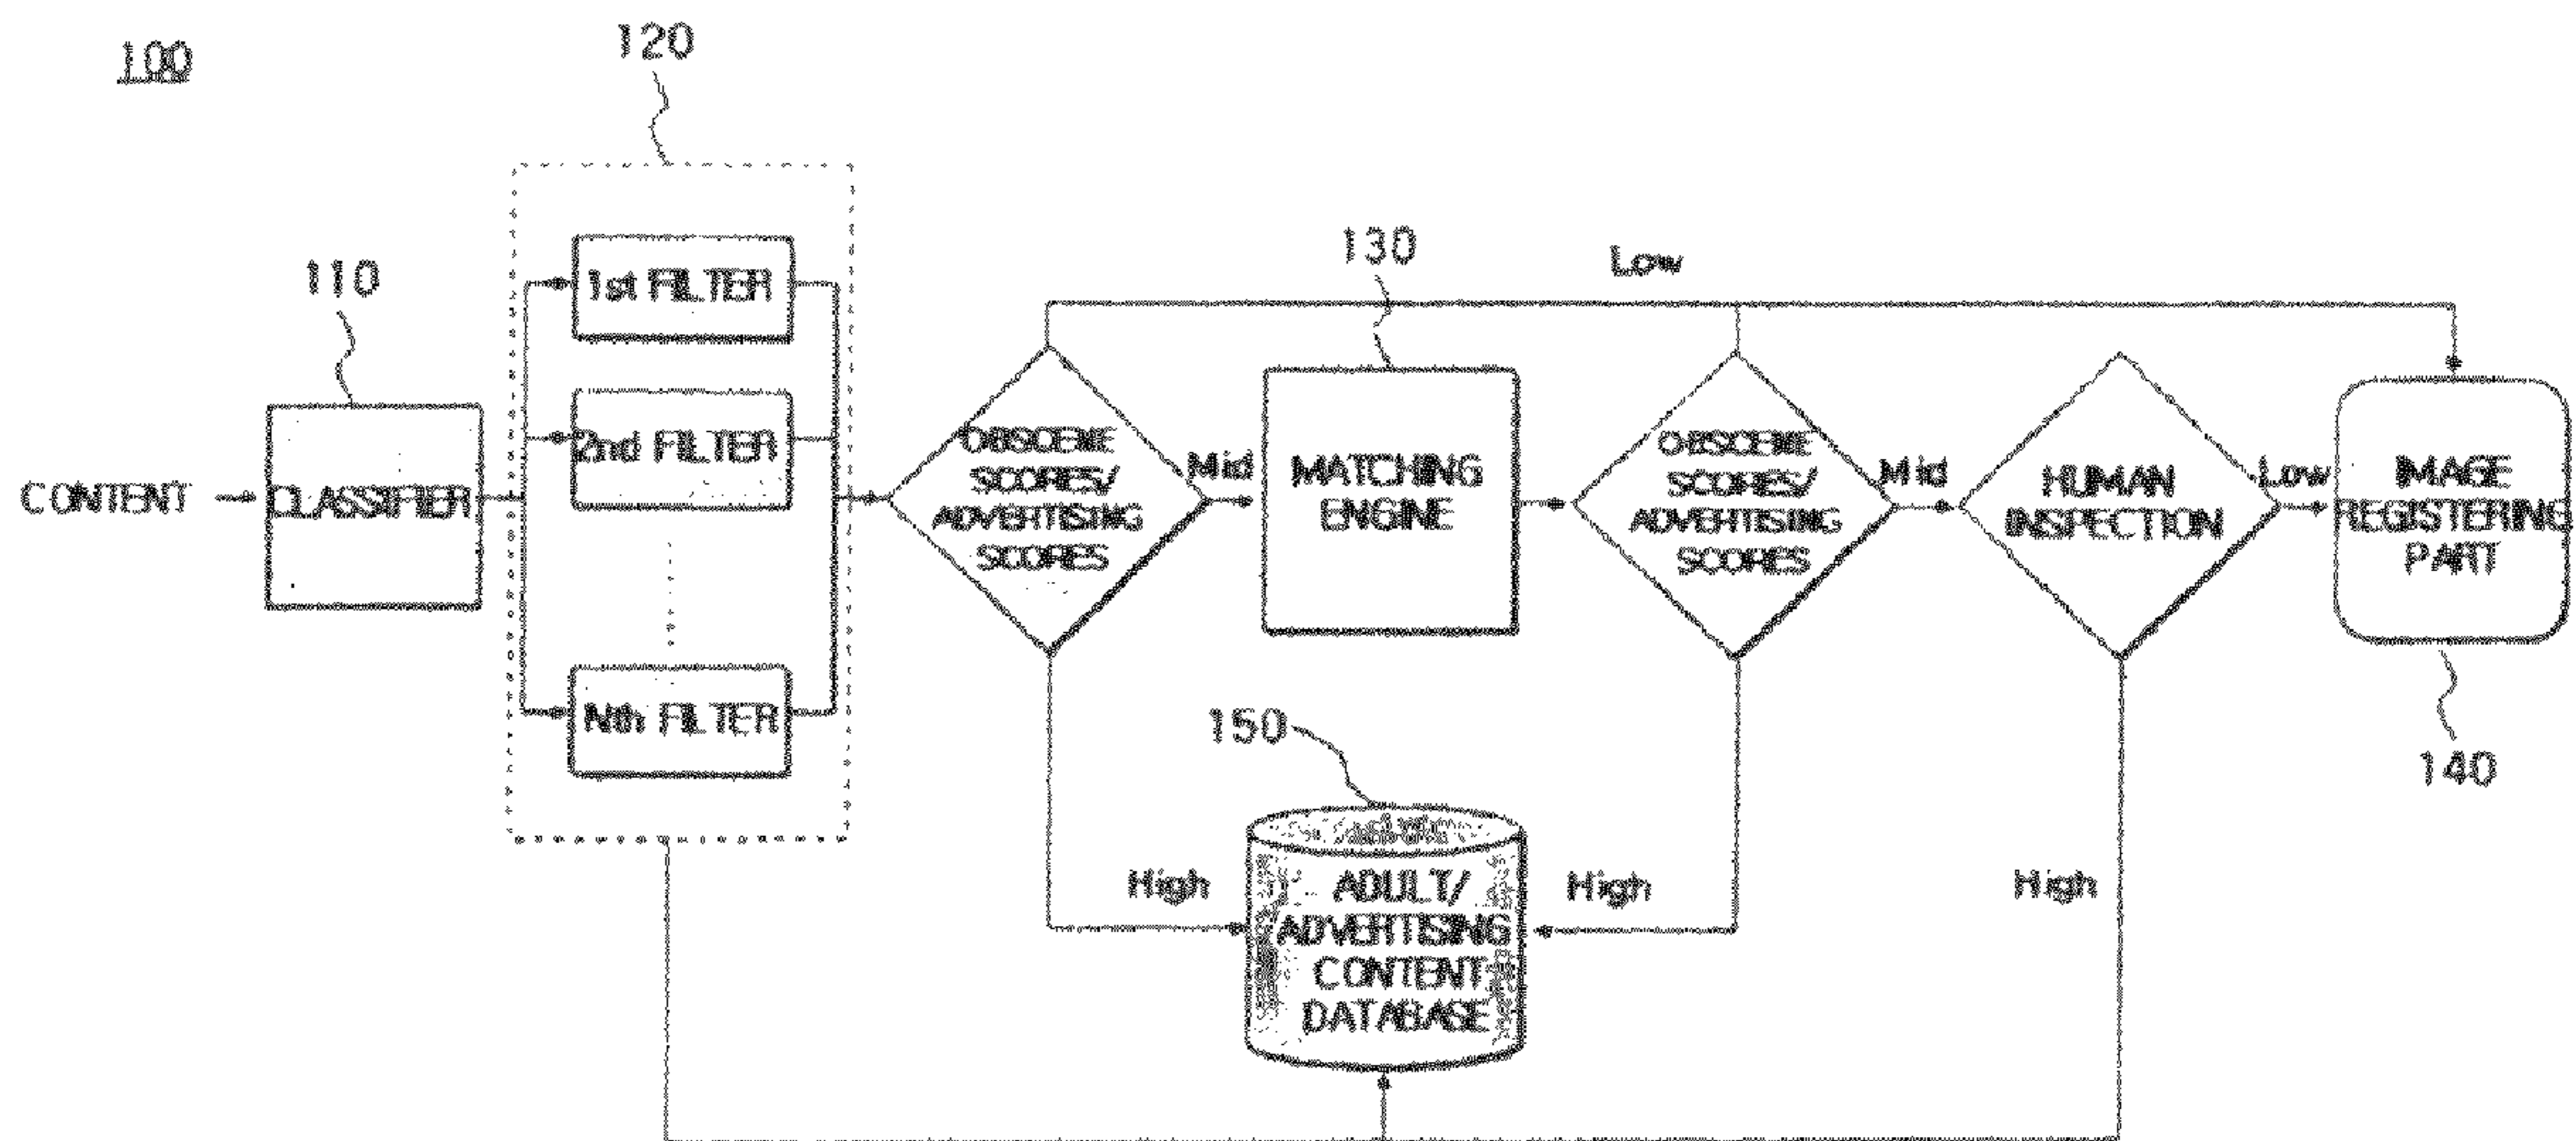 100
120
110
1st FILTER
130
Low
CONTENT
CLASSIFIER
2nd FILTER
Nth FILTER
OBSCENE
SCORES/
ADVERTISING
SCORES
Mid
MATCHING
ENGINE
OBSCENE
SCORES/
ADVERTISING
SCORES
Mid
HUMAN
INSPECTION
Low
IMAGE
REGISTERING
PART
140
150
High
ADULT/
ADVERTISING
CONTENT
DATABASE
High
High